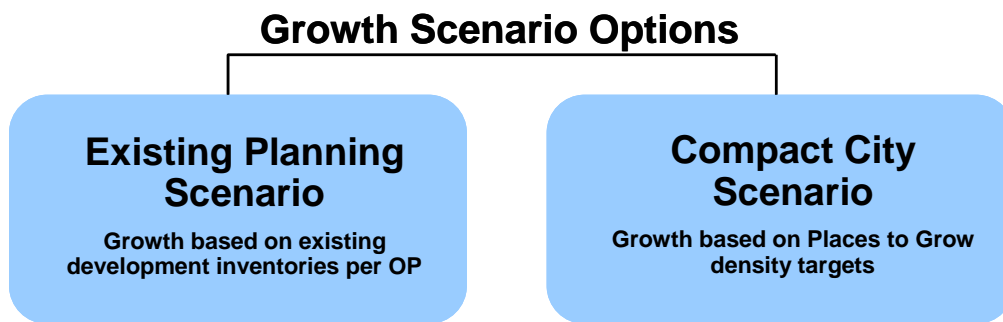 Growth Scenario Options
Existing Planning
Scenario
Growth based on existing
development inventories per OP
Compact City
Scenario
Growth based on Places to Grow
density targets